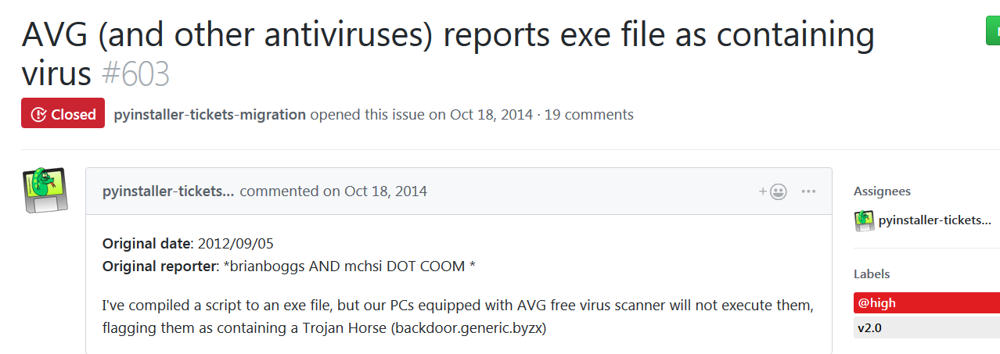 AVG (and other antiviruses) reports exe file as containing
virus #603
Closed
pyinstaller-tickets-migration opened this issue on Oct 18, 2014 · 19 comments
pyinstaller-tickets... commented on Oct 18, 2014
Original date: 2012/09/05
Original reporter: *brianboggs AND mchsi DOT COOM *
I've compiled a script to an exe file, but our PCs equipped with AVG free virus scanner will not execute them,
flagging them as containing a Trojan Horse (backdoor.generic.byzx)
Assignees
pyinstaller-tickets...
Labels
@high
v2.0